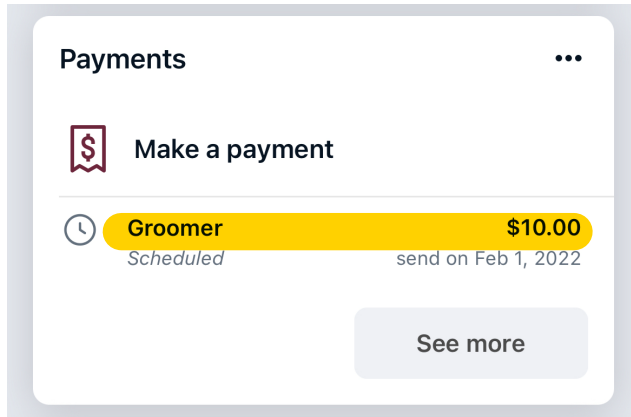 Payments
Make a payment
Groomer $10.00
Scheduled send on Feb 1, 2022
See more